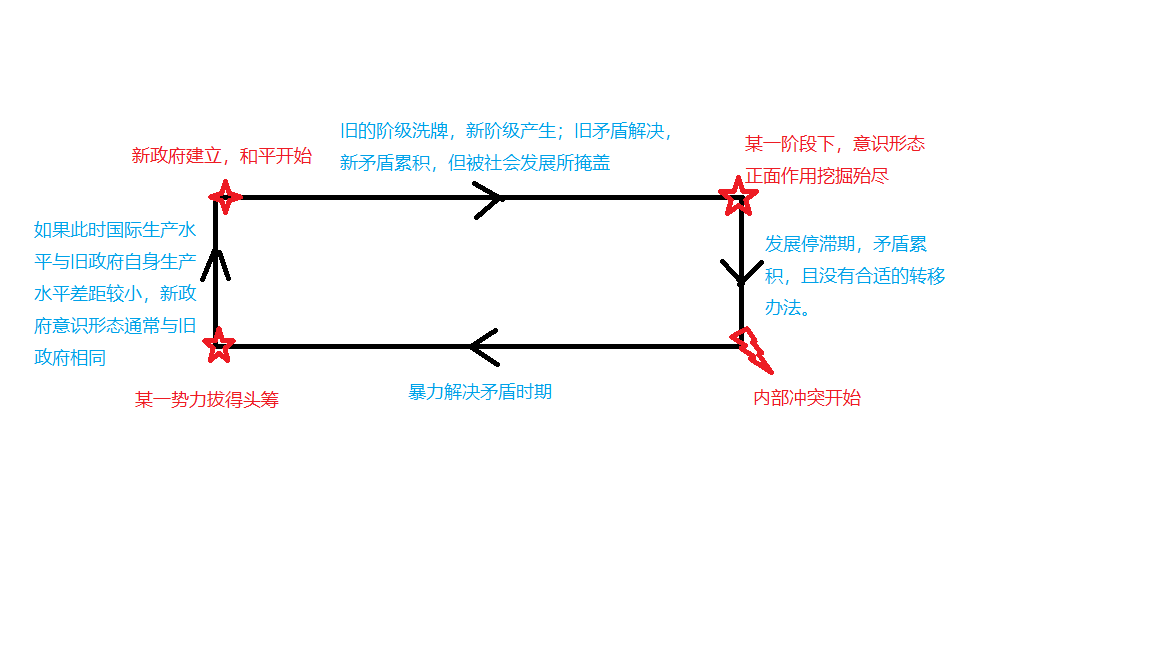 旧的阶级洗牌，新阶级产生；旧矛盾解决，
新矛盾累积，但被社会发展所掩盖
新政府建立，和平开始
某一阶段下，意识形态
正面作用挖掘殆尽
如果此时国际生产水
平与旧政府自身生产
水平差距较小，新政
府意识形态通常与旧
政府相同
发展停滞期，矛盾累
积，且没有合适的转移
办法。
某一势力拔得头筹
暴力解决矛盾时期
内部冲突开始